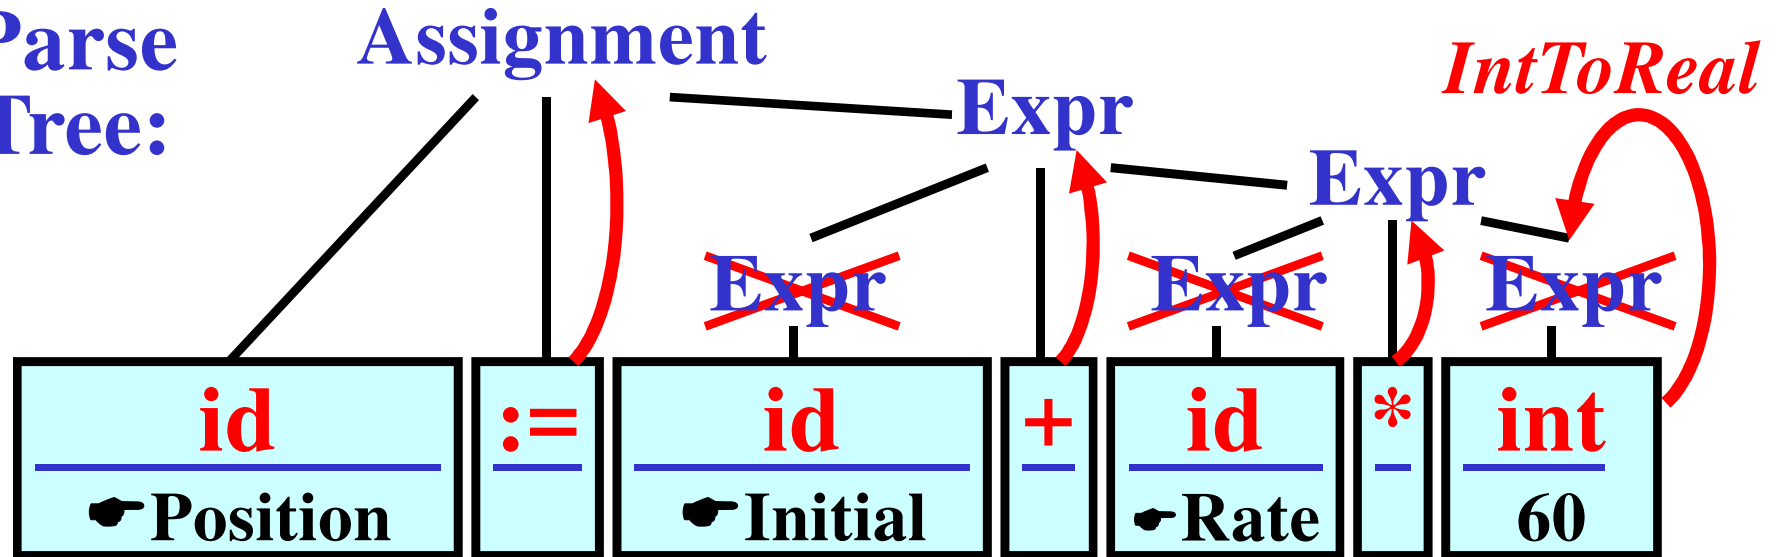 Parse
Tree:
Assignment
Expr
IntToReal
Expr
Expr Expr Expr
id := id + id * int
☛Position ☛Initial ☛Rate 60